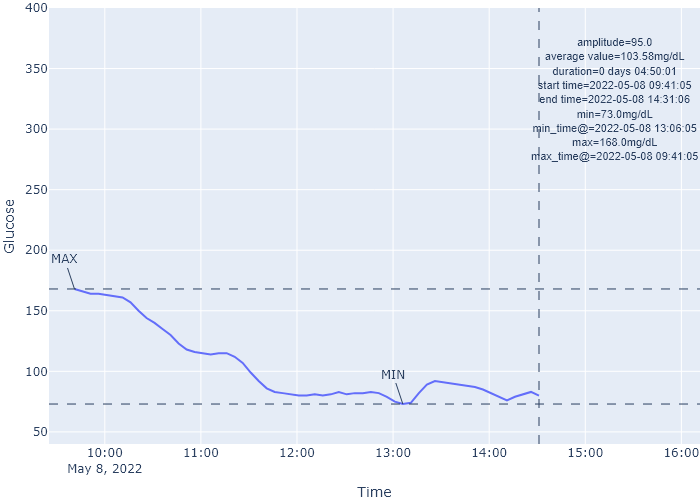 400
350
300
250
200
150
100
50
Glucose
amplitude=95.0
average value=103.58mg/dL
duration=0 days 04:50:01
start time=2022-05-08 09:41:05
end time=2022-05-08 14:31:06
min=73.0mg/dL
min_time@=2022-05-08 13:06:05
max=168.0mg/dL
max_time@=2022-05-08 09:41:05
MAX
MIN
10:00 11:00 12:00 13:00 14:00 15:00 16:00
May 8, 2022
Time